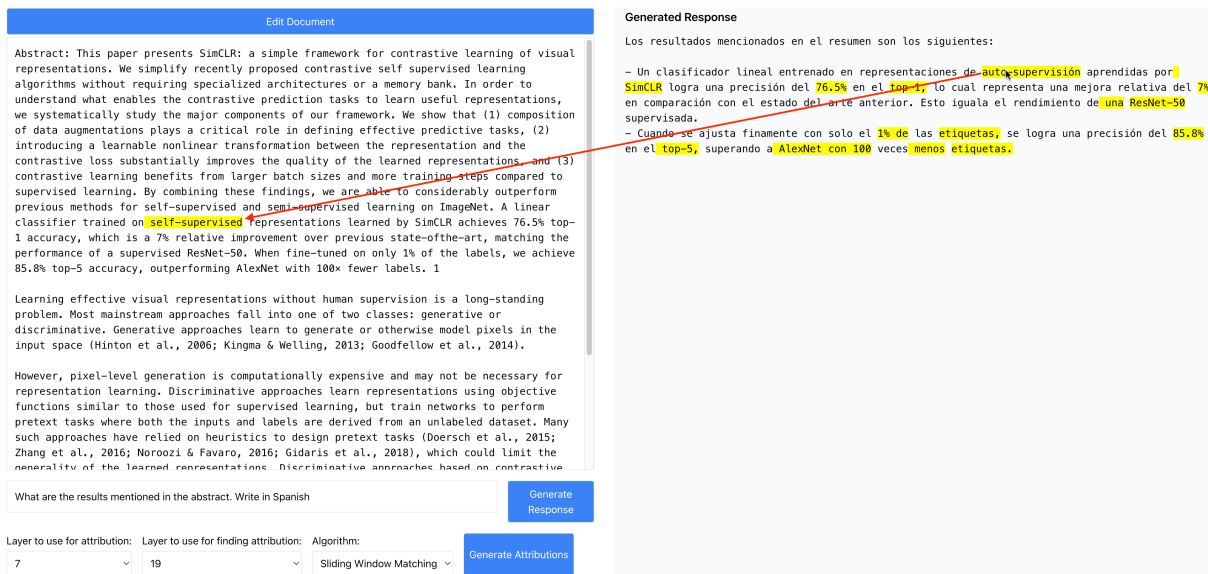 Edit Document
Abstract: This paper presents SimCLR: a simple framework for contrastive learning of visual
representations. We simplify recently proposed contrastive self supervised learning
algorithms without requiring specialized architectures or a memory bank. In order to
understand what enables the contrastive prediction tasks to learn useful representations,
we systematically study the major components of our framework. We show that (1) composition
of data augmentations plays a critical role in defining effective predictive tasks, (2)
introducing a learnable nonlinear transformation between the representation and the
contrastive loss substantially improves the quality of the learned representations, and (3)
contrastive learning benefits from larger batch sizes and more training steps compared to
supervised learning. By combining these findings, we are able to considerably outperform
previous methods for self-supervised and semi-supervised learning on ImageNet. A linear
classifier trained on self-supervised representations learned by SimCLR achieves 76.5% top-
1 accuracy, which is a 7% relative improvement over previous state-ofthe-art, matching the
performance of a supervised ResNet-50. When fine-tuned on only 1% of the labels, we achieve
85.8% top-5 accuracy, outperforming AlexNet with 100× fewer labels. 1
Learning effective visual representations without human supervision is a long-standing
problem. Most mainstream approaches fall into one of two classes: generative or
discriminative. Generative approaches learn to generate or otherwise model pixels in the
input space (Hinton et al., 2006; Kingma & Welling, 2013; Goodfellow et al., 2014).
However, pixel-level generation is computationally expensive and may not be necessary for
representation learning. Discriminative approaches learn representations using objective
functions similar to those used for supervised learning, but train networks to perform
pretext tasks where both the inputs and labels are derived from an unlabeled dataset. Many
such approaches have relied on heuristics to design pretext tasks (Doersch et al., 2015;
Zhang et al., 2016; Noroozi & Favaro, 2016; Gidaris et al., 2018), which could limit the
generality of the learned representations. Discriminative approaches based on contrastive
What are the results mentioned in the abstract. Write in Spanish
Generate
Response
Layer to use for attribution:
7
Layer to use for finding attribution:
19
Algorithm:
Sliding Window Matching
Generate Attributions
Generated Response
Los resultados mencionados en el resumen son los siguientes:
– Un clasificador lineal entrenado en representaciones de auto-supervisión aprendidas por
SimCLR logra una precisión del 76.5% en el top-1, lo cual representa una mejora relativa del 7%
en comparación con el estado del arte anterior. Esto iguala el rendimiento de una ResNet-50
supervisada.
– Cuando se ajusta finamente con solo el 1% de las etiquetas, se logra una precisión del 85.8%
en el top-5, superando a AlexNet con 100 veces menos etiquetas.